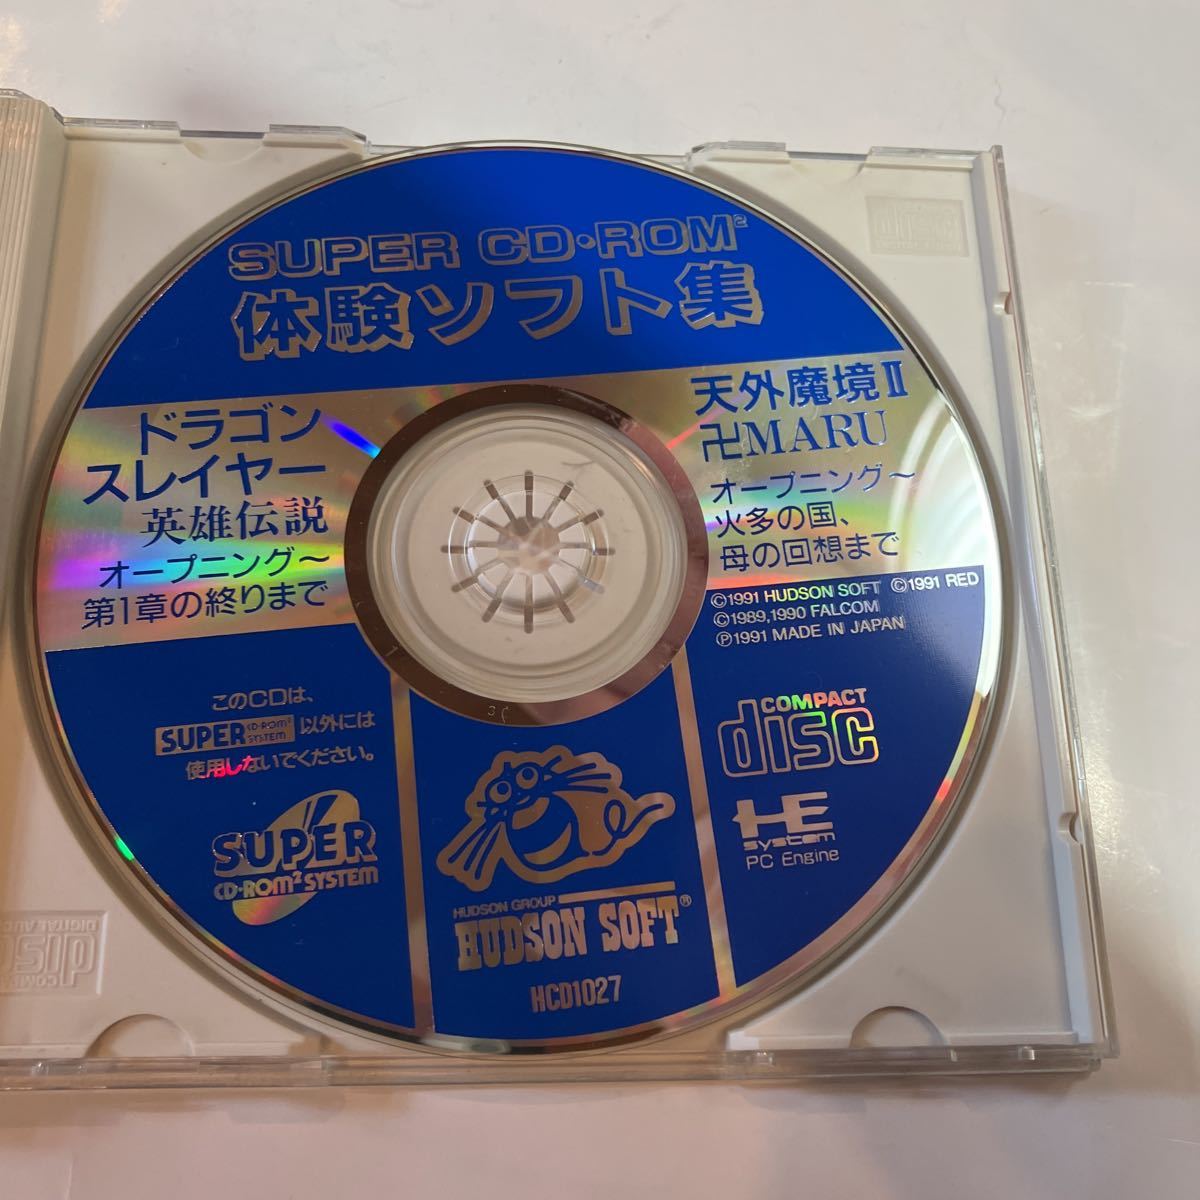 SUPER CD・ROM²
体験ソフト集
ドラゴン
スレイヤー
英雄伝説
オープニング〜
第1章の終りまで
天外魔境II
卍MARU
オープニング〜
火多の国、
母の回想まで
©1991 HUDSON SOFT ©1991 RED
©1989,1990 FALCOM
℗1991 MADE IN JAPAN
このCDは、
SUPER CD-ROM² SYSTEM 以外には
使用しないでください。
SUPER
CD・ROM² SYSTEM
COMPACT
disc
HE
system
PC Engine
HUDSON GROUP
HUDSON SOFT®
HCD1027
disc
disc
DIGITAL AUDIO